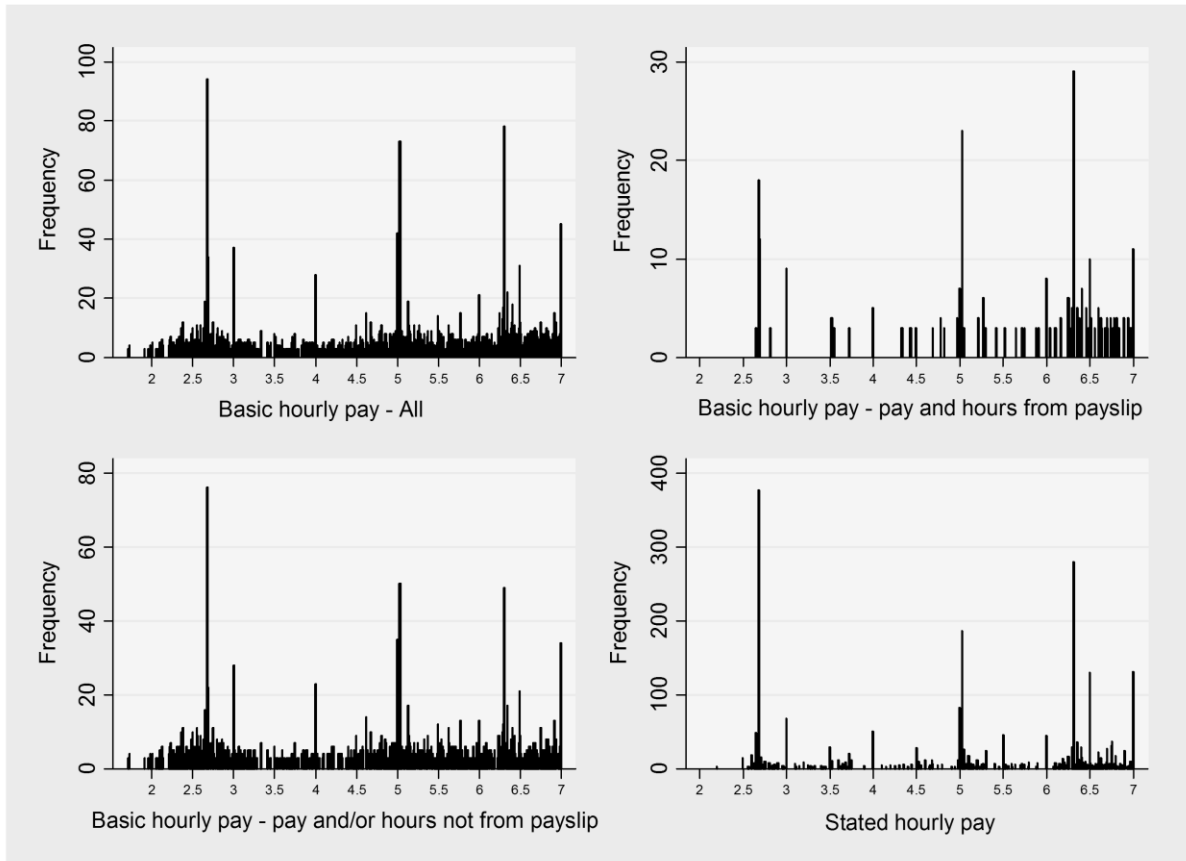 100
80
60
40
20
0
Frequency
2 2.5 3 3.5 4 4.5 5 5.5 6 6.5 7
Basic hourly pay - All
30
20
10
0
Frequency
2 2.5 3 3.5 4 4.5 5 5.5 6 6.5 7
Basic hourly pay - pay and hours from payslip
80
60
40
20
0
Frequency
2 2.5 3 3.5 4 4.5 5 5.5 6 6.5 7
Basic hourly pay - pay and/or hours not from payslip
400
300
200
100
0
Frequency
2 2.5 3 3.5 4 4.5 5 5.5 6 6.5 7
Stated hourly pay